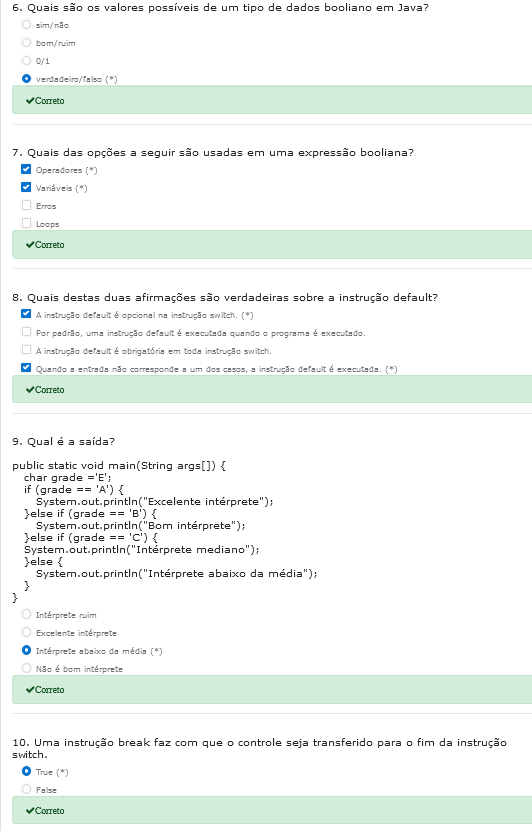 6. Quais são os valores possíveis de um tipo de dados booliano em Java?
sim/não
bom/ruim
0/1
verdadeiro/falso (*)
Correto
7. Quais das opções a seguir são usadas em uma expressão booliana?
Operadores (*)
Variáveis (*)
Erros
Loops
Correto
8. Quais destas duas afirmações são verdadeiras sobre a instrução default?
A instrução default é opcional na instrução switch. (*)
Por padrão, uma instrução default é executada quando o programa é executado.
A instrução default é obrigatória em toda instrução switch.
Quando a entrada não corresponde a um dos casos, a instrução default é executada. (*)
Correto
9. Qual é a saída?
public static void main(String args[]) {
char grade ='E';
if (grade == 'A') {
System.out.println("Excelente intérprete");
}else if (grade == 'B') {
System.out.println("Bom intérprete");
}else if (grade == 'C') {
System.out.println("Intérprete mediano");
}else {
System.out.println("Intérprete abaixo da média");
}
}
Intérprete ruim
Excelente intérprete
Intérprete abaixo da média (*)
Não é bom intérprete
Correto
10. Uma instrução break faz com que o controle seja transferido para o fim da instrução
switch.
True (*)
False
Correto